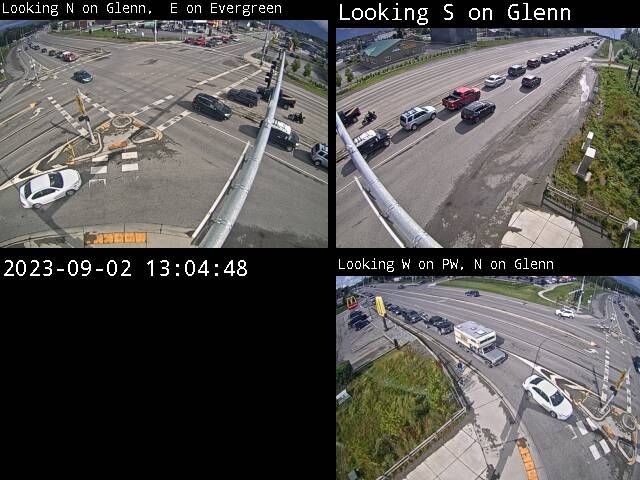 Looking N on Glenn, E on Evergreen
Looking S on Glenn
2023-09-02 13:04:48
Looking W on PW, N on Glenn